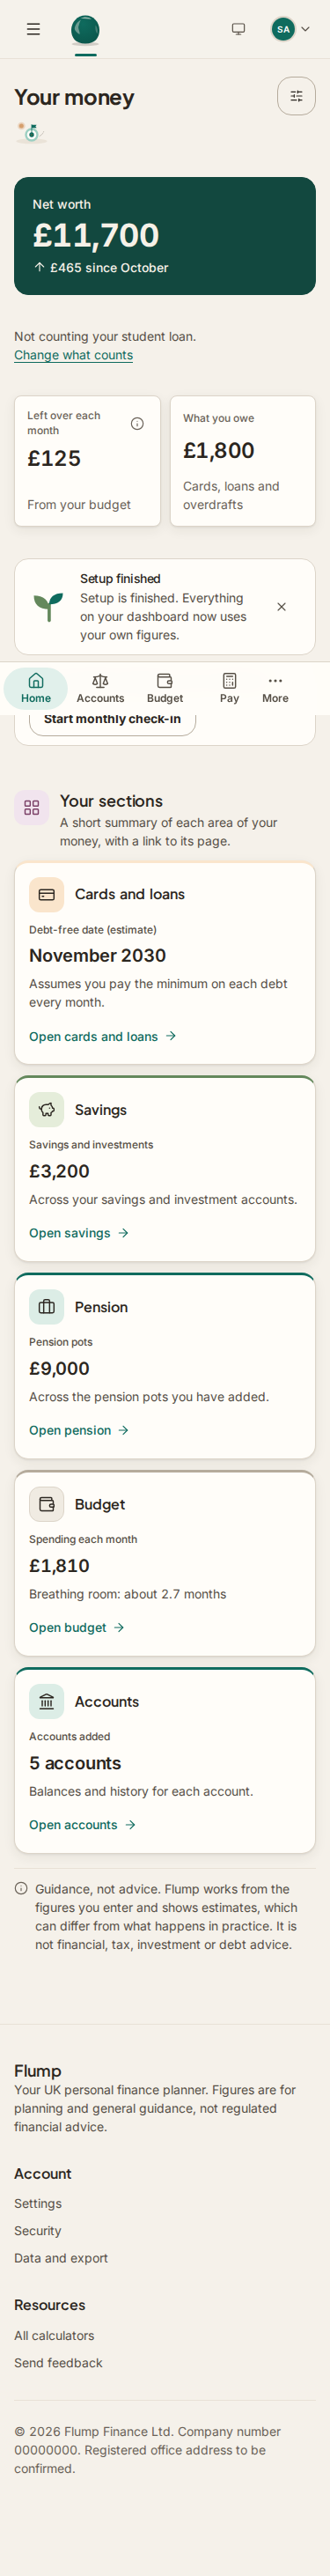 SA
Your money
Net worth
£11,700
↑ £465 since October
Not counting your student loan.
Change what counts
Left over each
month
£125
From your budget
What you owe
£1,800
Cards, loans and
overdrafts
Setup finished
Setup is finished. Everything
on your dashboard now uses
your own figures.
Home
Accounts
Budget
Pay
More
Start monthly check-in
Your sections
A short summary of each area of your
money, with a link to its page.
Cards and loans
Debt-free date (estimate)
November 2030
Assumes you pay the minimum on each debt
every month.
Open cards and loans →
Savings
Savings and investments
£3,200
Across your savings and investment accounts.
Open savings →
Pension
Pension pots
£9,000
Across the pension pots you have added.
Open pension →
Budget
Spending each month
£1,810
Breathing room: about 2.7 months
Open budget →
Accounts
Accounts added
5 accounts
Balances and history for each account.
Open accounts →
Guidance, not advice. Flump works from the
figures you enter and shows estimates, which
can differ from what happens in practice. It is
not financial, tax, investment or debt advice.
Flump
Your UK personal finance planner. Figures are for
planning and general guidance, not regulated
financial advice.
Account
Settings
Security
Data and export
Resources
All calculators
Send feedback
© 2026 Flump Finance Ltd. Company number
00000000. Registered office address to be
confirmed.